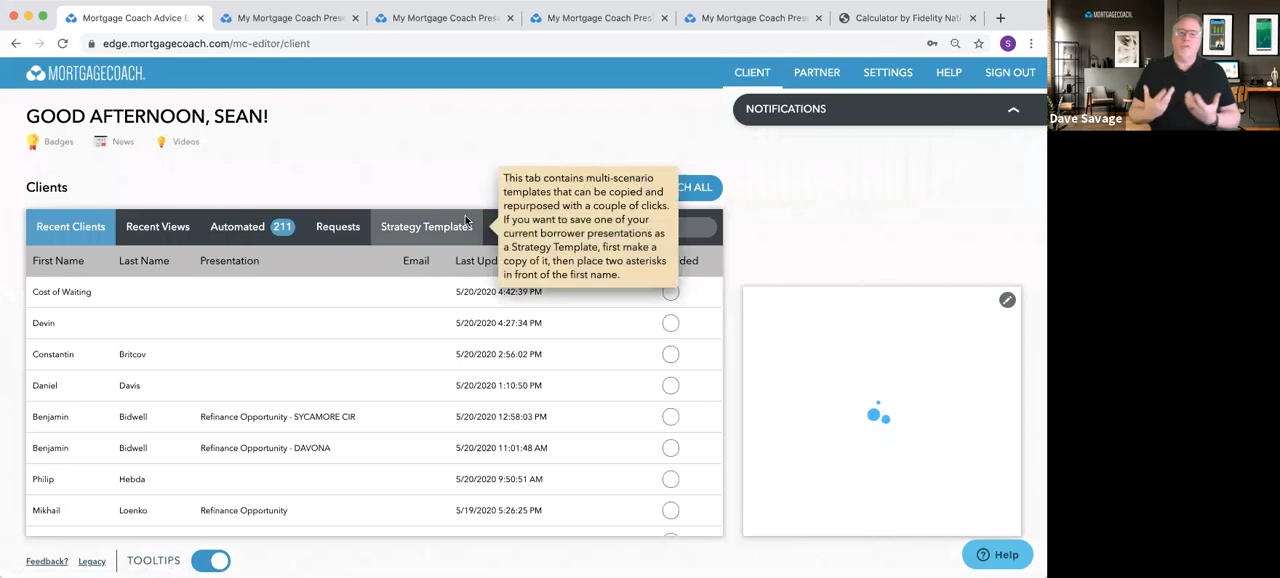 Mortgage Coach Advice E
My Mortgage Coach Pres
My Mortgage Coach Pres
My Mortgage Coach Pres
My Mortgage Coach Pres
Calculator by Fidelity Nati
edge.mortgagecoach.com/mc-editor/client
S
MORTGAGECOACH
CLIENT PARTNER SETTINGS HELP SIGN OUT
GOOD AFTERNOON, SEAN!
NOTIFICATIONS
Badges News Videos
Clients
CH ALL
This tab contains multi-scenario
templates that can be copied and
repurposed with a couple of clicks.
If you want to save one of your
current borrower presentations as
a Strategy Template, first make a
copy of it, then place two asterisks
in front of the first name.
Recent Clients Recent Views Automated 211 Requests Strategy Templates
First Name Last Name Presentation Email Last Upd ded
Cost of Waiting 5/20/2020 4:42:39 PM
Devin 5/20/2020 4:27:34 PM
Constantin Britcov 5/20/2020 2:56:02 PM
Daniel Davis 5/20/2020 1:10:50 PM
Benjamin Bidwell Refinance Opportunity - SYCAMORE CIR 5/20/2020 12:58:03 PM
Benjamin Bidwell Refinance Opportunity - DAVONA 5/20/2020 11:01:48 AM
Philip Hebda 5/20/2020 9:50:51 AM
Mikhail Loenko Refinance Opportunity 5/19/2020 5:26:25 PM
Feedback? Legacy TOOLTIPS
Help
MORTGAGECOACH
Dave Savage